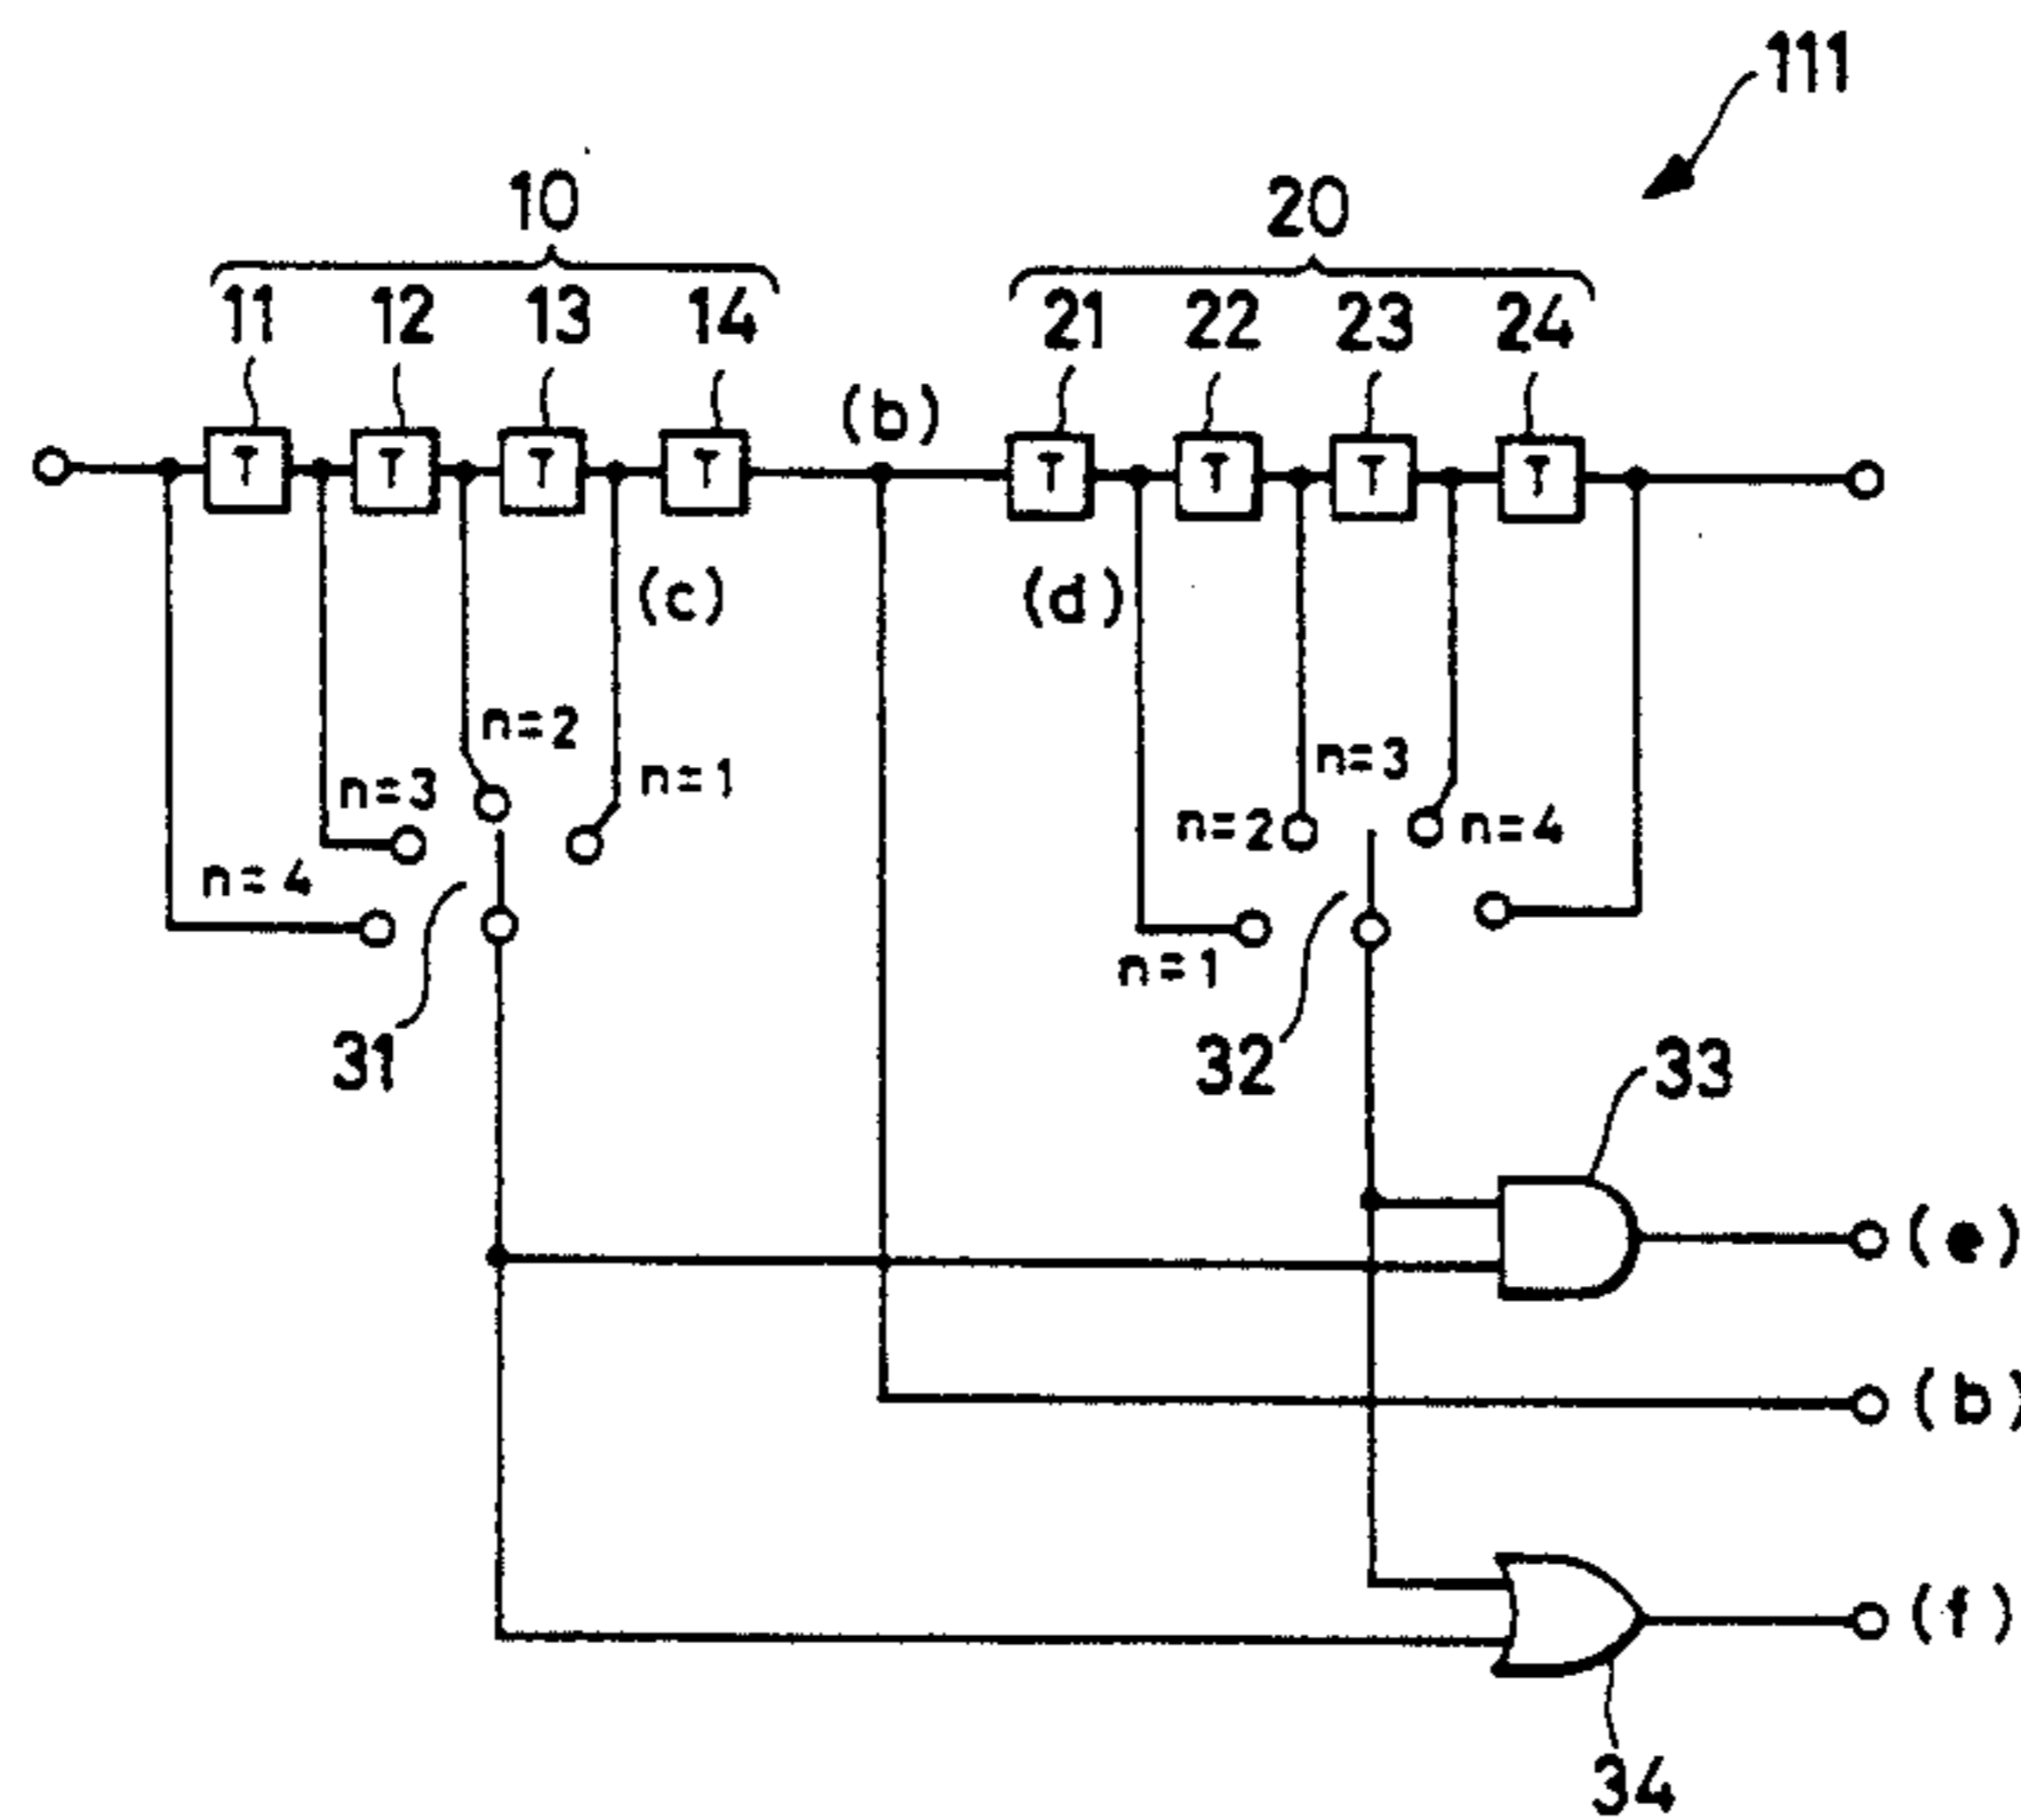 111
10 20
11 12 13 14 21 22 23 24
(b)
T T T T T T T T
(c) (d)
n=2 n=3
n=3 n=1 n=2 n=4
n=4
n=1
31 32 33
(e)
(b)
(f)
34